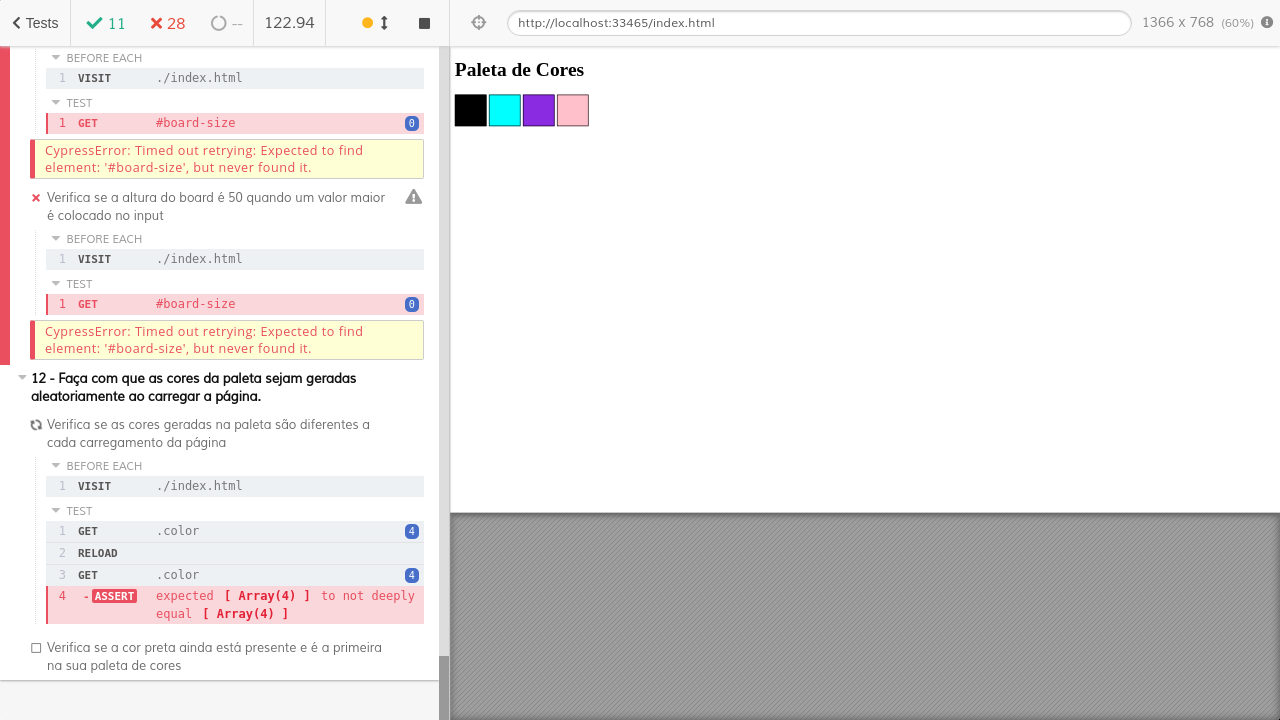 Tests 11 28 -- 122.94
http://localhost:33465/index.html 1366 x 768 (60%)
BEFORE EACH
1 VISIT ./index.html
TEST
1 GET #board-size 0
CypressError: Timed out retrying: Expected to find
element: '#board-size', but never found it.
Verifica se a altura do board é 50 quando um valor maior
é colocado no input
BEFORE EACH
1 VISIT ./index.html
TEST
1 GET #board-size 0
CypressError: Timed out retrying: Expected to find
element: '#board-size', but never found it.
12 - Faça com que as cores da paleta sejam geradas
aleatoriamente ao carregar a página.
Verifica se as cores geradas na paleta são diferentes a
cada carregamento da página
BEFORE EACH
1 VISIT ./index.html
TEST
1 GET .color 4
2 RELOAD
3 GET .color 4
4 -ASSERT expected [ Array(4) ] to not deeply
equal [ Array(4) ]
Verifica se a cor preta ainda está presente e é a primeira
na sua paleta de cores
Paleta de Cores